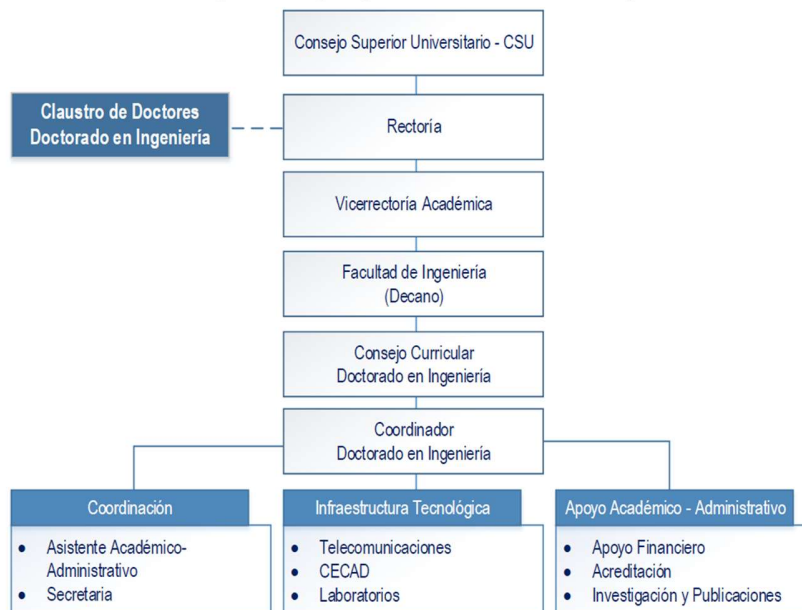 Consejo Superior Universitario - CSU
Claustro de Doctores
Doctorado en Ingeniería
Rectoría
Vicerrectoría Académica
Facultad de Ingeniería
(Decano)
Consejo Curricular
Doctorado en Ingeniería
Coordinador
Doctorado en Ingeniería
Coordinación
• Asistente Académico-
Administrativo
• Secretaria
Infraestructura Tecnológica
• Telecomunicaciones
• CECAD
• Laboratorios
Apoyo Académico - Administrativo
• Apoyo Financiero
• Acreditación
• Investigación y Publicaciones